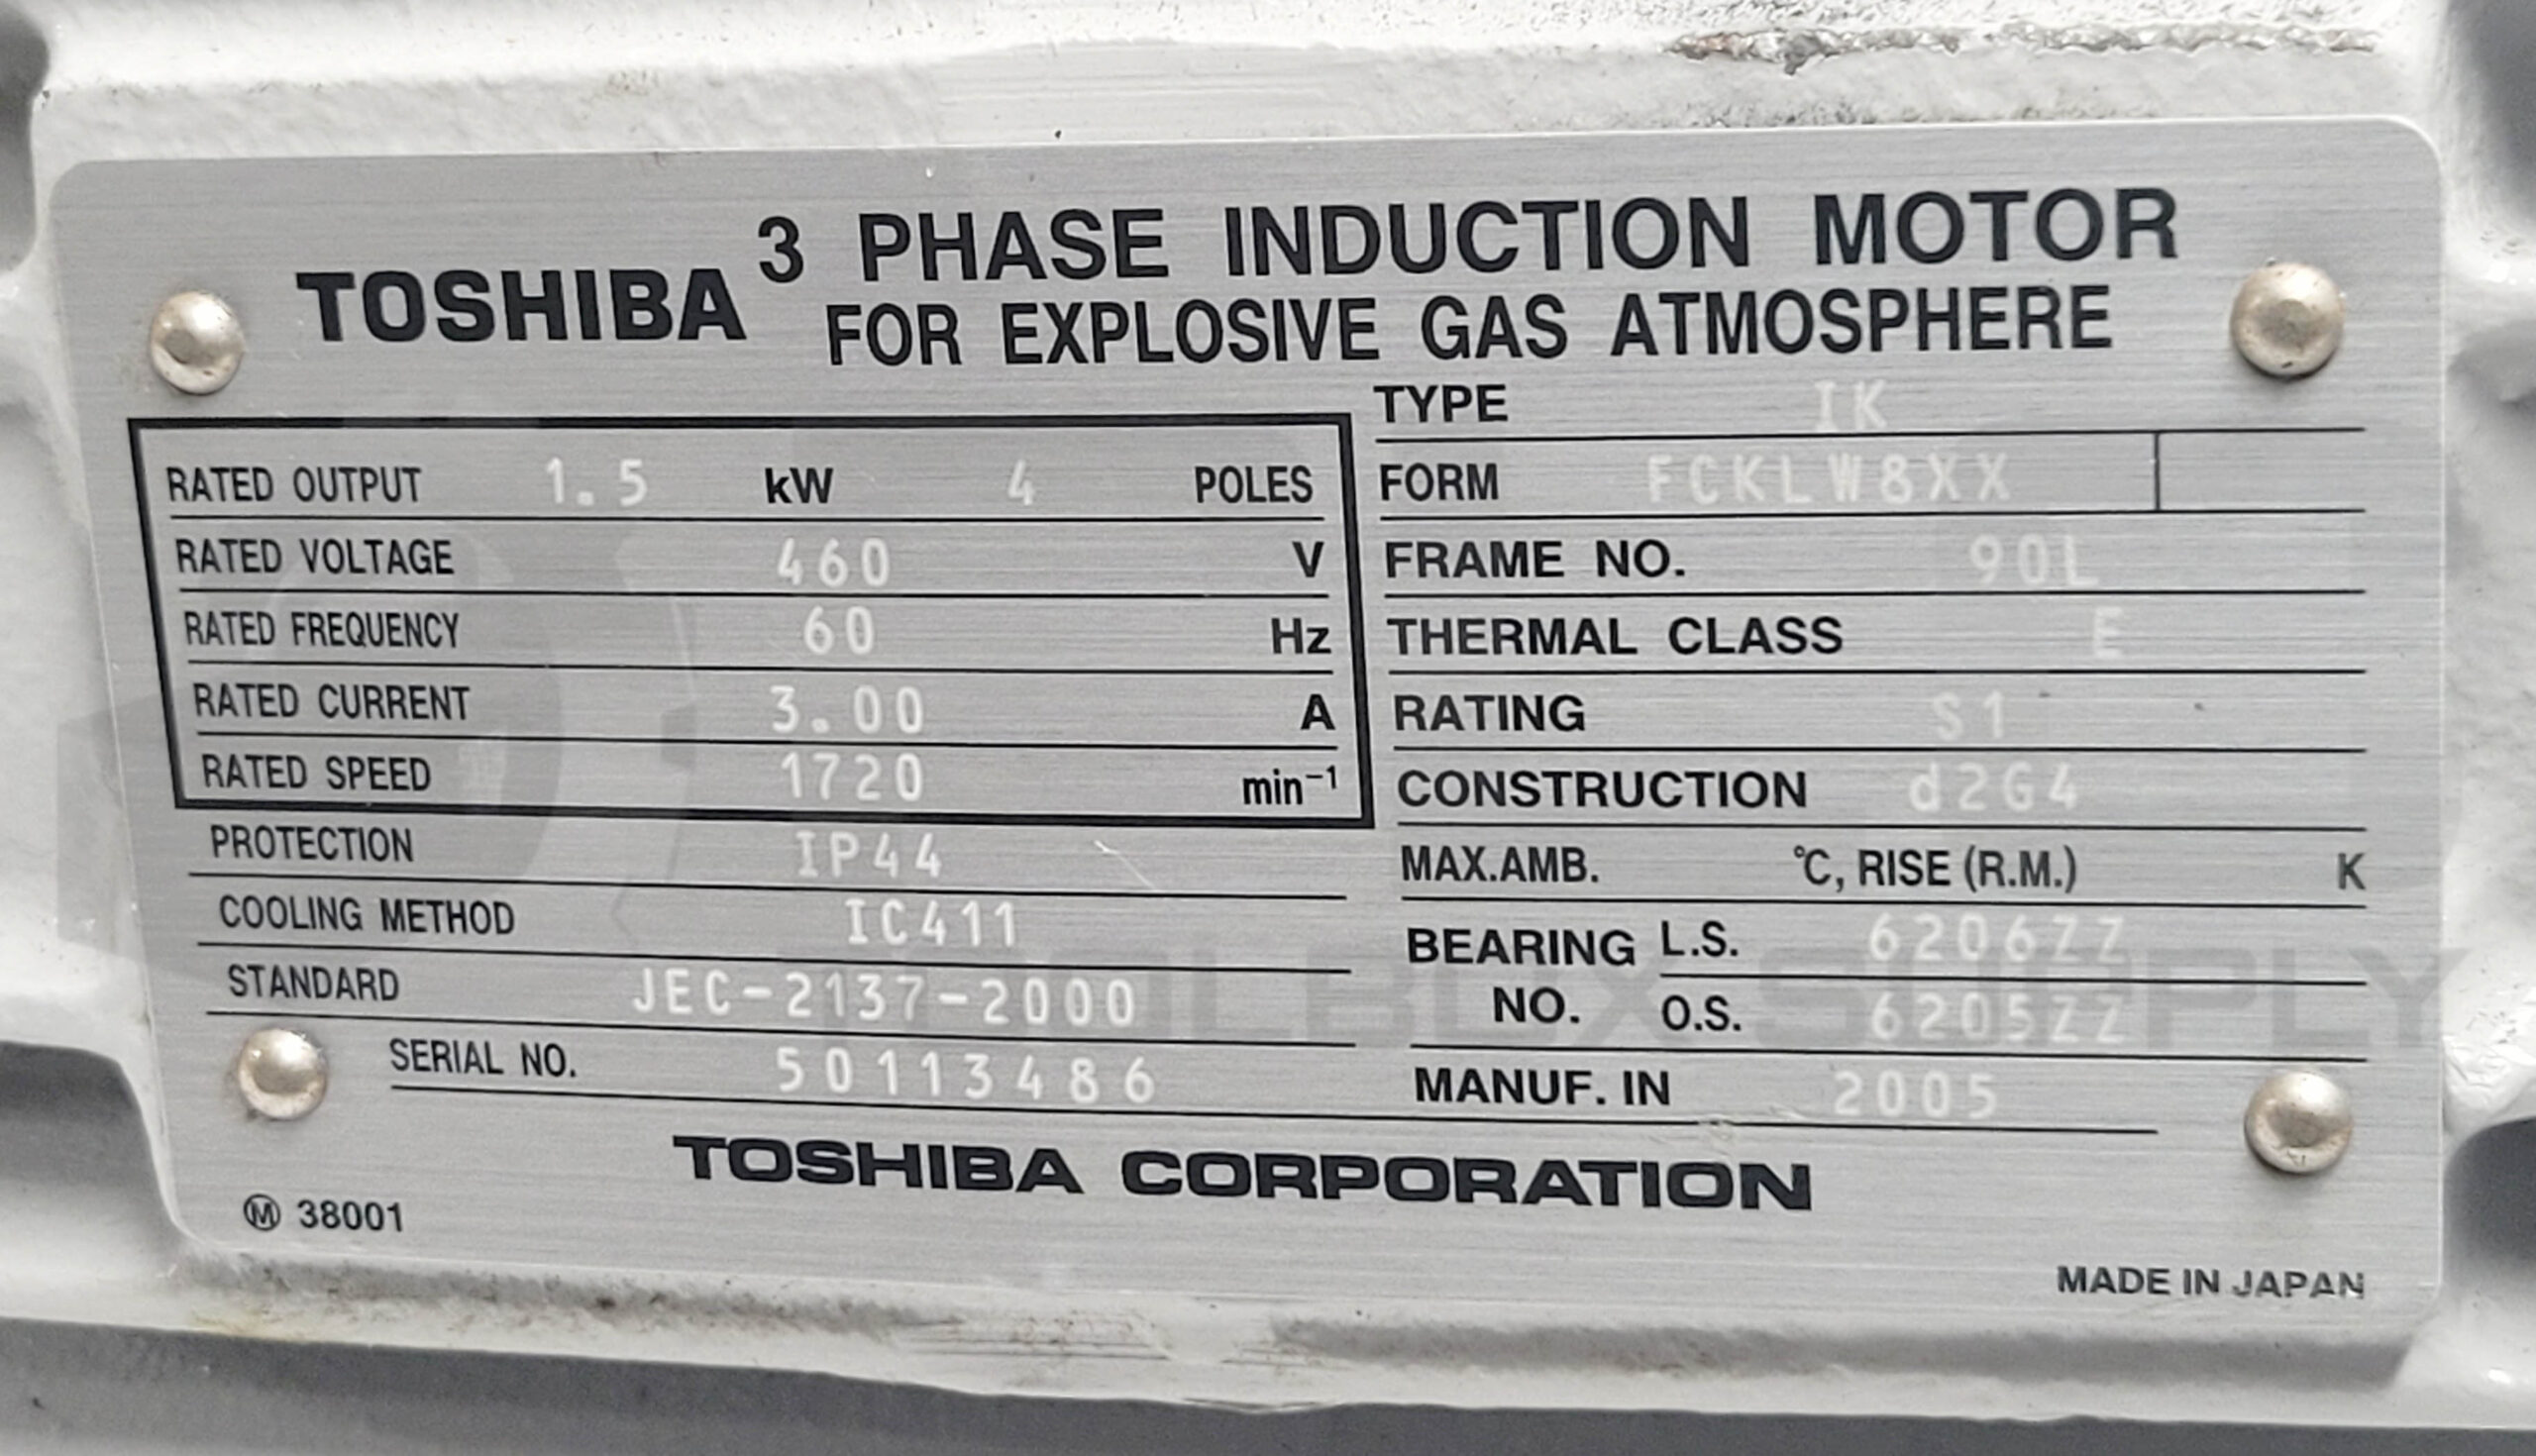 TOSHIBA 3 PHASE INDUCTION MOTOR
FOR EXPLOSIVE GAS ATMOSPHERE
RATED OUTPUT 1.5 kW 4 POLES
RATED VOLTAGE 460 V
RATED FREQUENCY 60 Hz
RATED CURRENT 3.00 A
RATED SPEED 1720 min⁻¹
PROTECTION IP44
COOLING METHOD IC411
STANDARD JEC-2137-2000
SERIAL NO. 50113486
TYPE IK
FORM FCKLW8XX
FRAME NO. 90L
THERMAL CLASS E
RATING S1
CONSTRUCTION d2G4
MAX.AMB. ℃, RISE (R.M.) K
BEARING L.S. 6206ZZ
NO. O.S. 6205ZZ
MANUF. IN 2005
TOSHIBA CORPORATION
Ⓜ 38001
MADE IN JAPAN